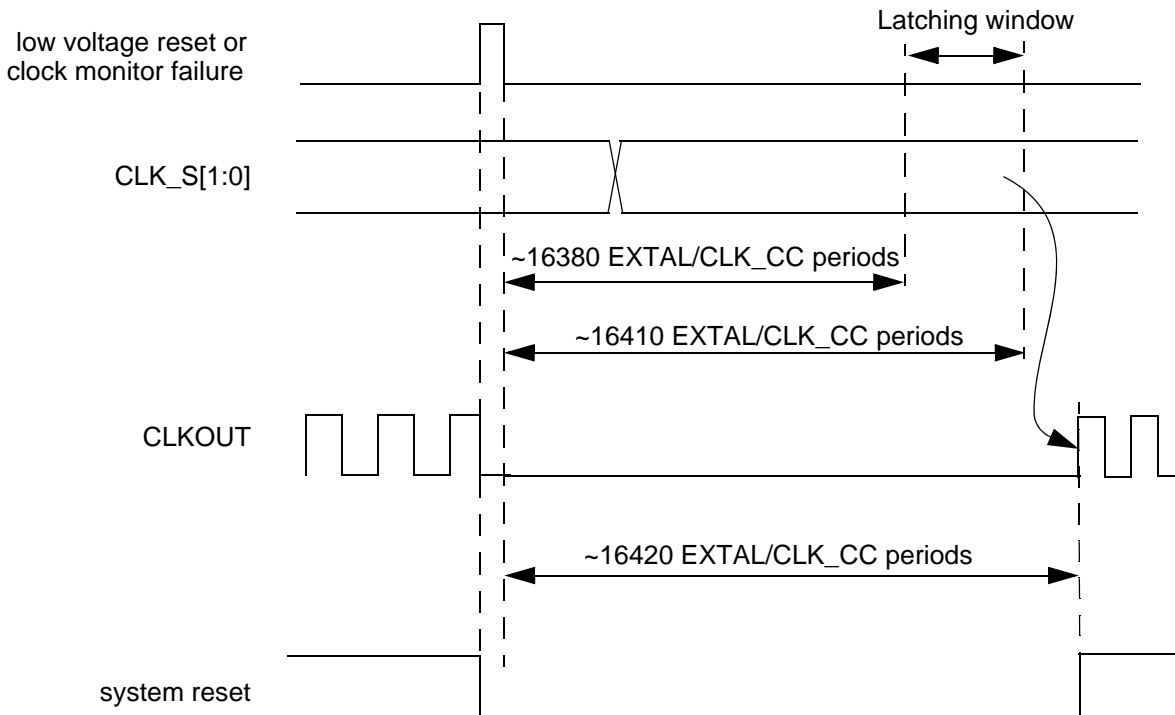 Latching window
low voltage reset or
clock monitor failure
CLK_S[1:0]
~16380 EXTAL/CLK_CC periods
~16410 EXTAL/CLK_CC periods
CLKOUT
~16420 EXTAL/CLK_CC periods
system reset